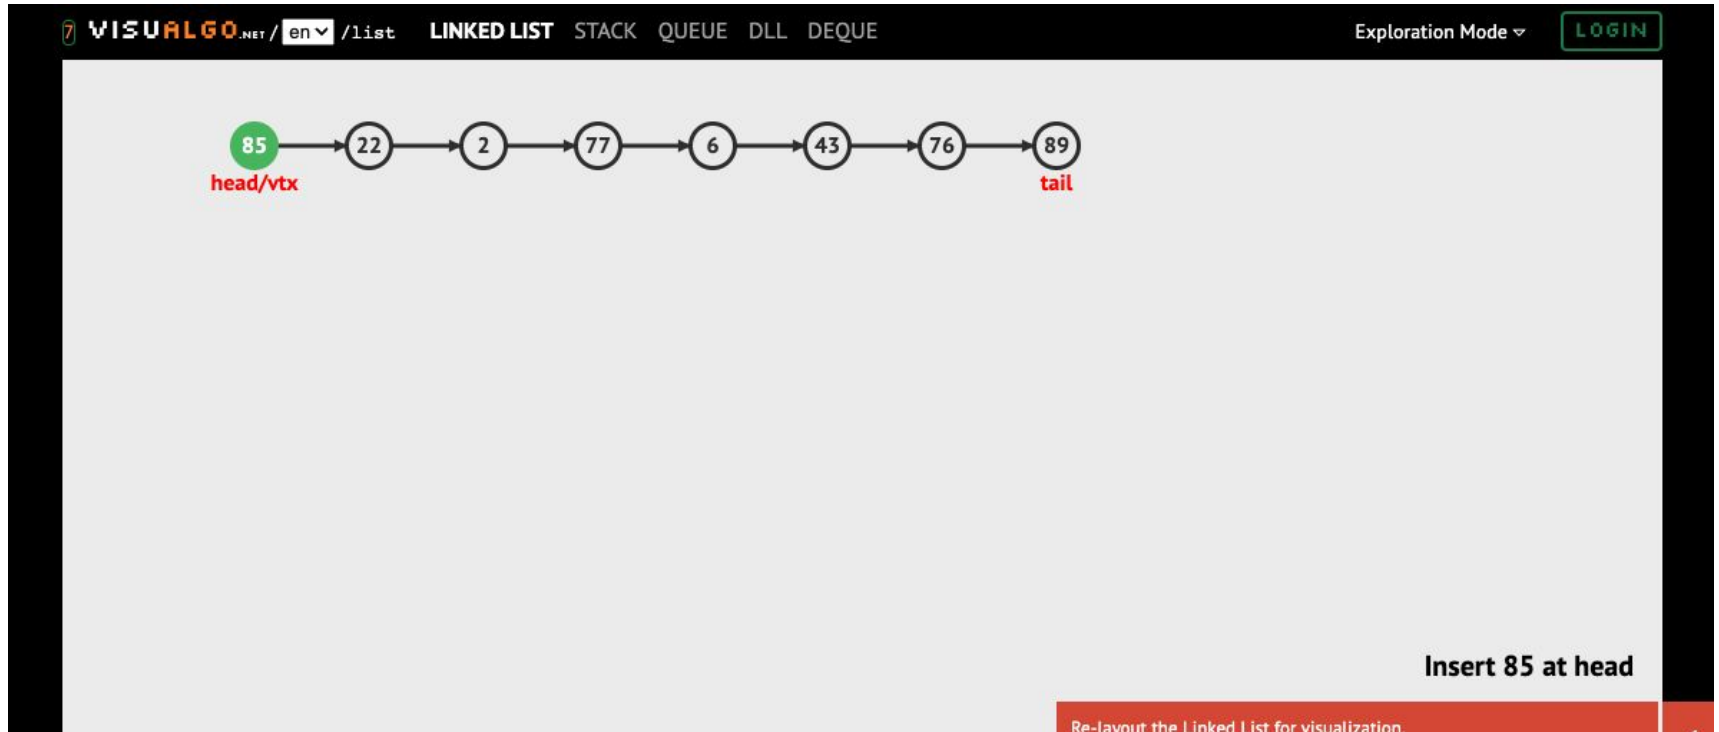 7 VISUALGO.NET / en /list LINKED LIST STACK QUEUE DLL DEQUE Exploration Mode ▿ LOGIN
85 22 2 77 6 43 76 89
head/vtx tail
Insert 85 at head
Re-layout the Linked List for visualization.